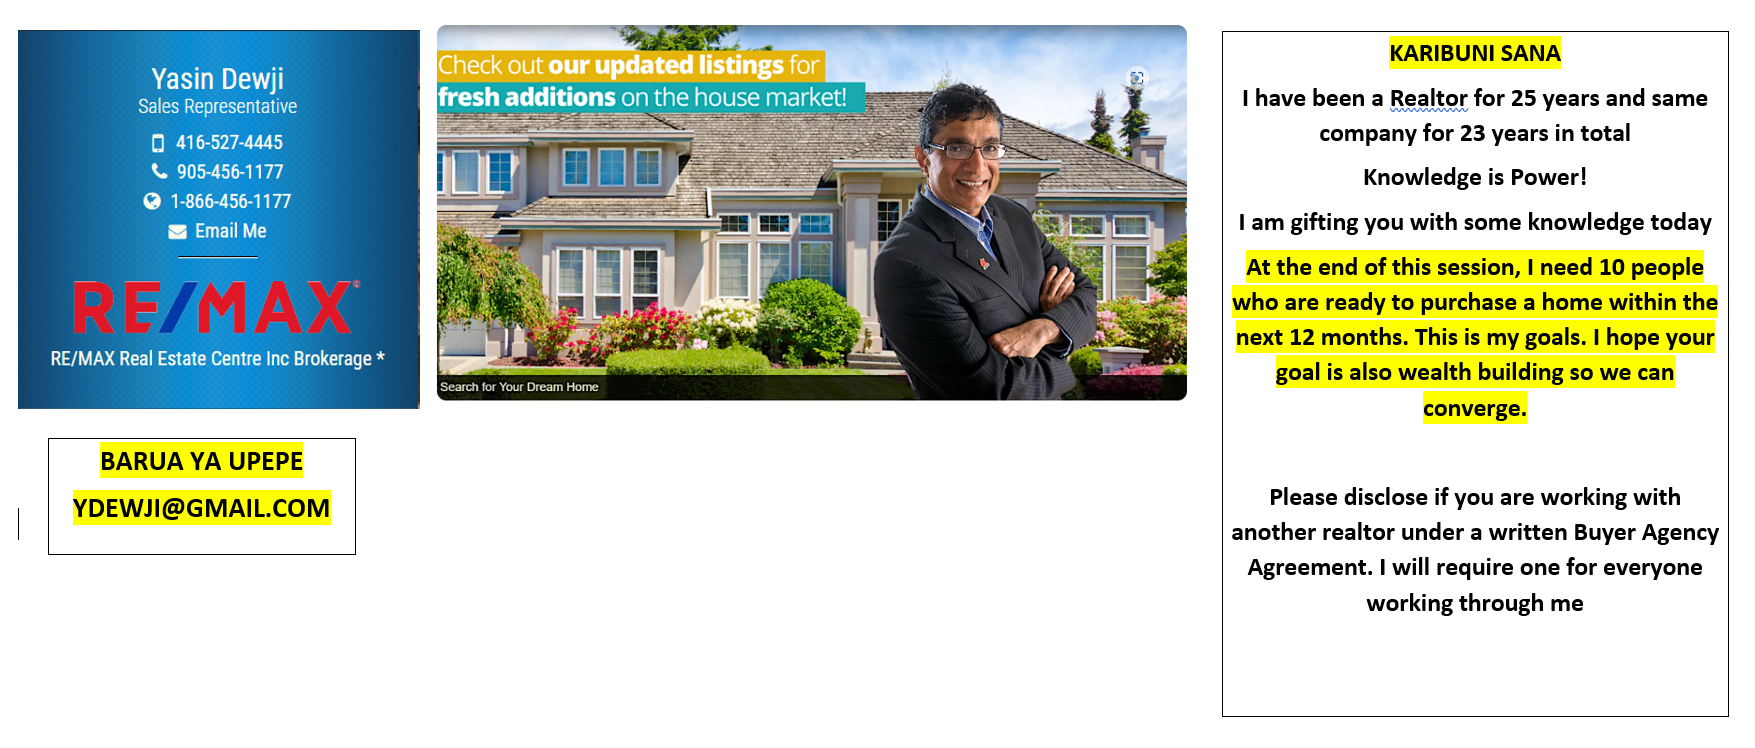 Yasin Dewji
Sales Representative
416-527-4445
905-456-1177
1-866-456-1177
Email Me
RE/MAX
RE/MAX Real Estate Centre Inc Brokerage *
BARUA YA UPEPE
YDEWJI@GMAIL.COM
Check out our updated listings for
fresh additions on the house market!
Search for Your Dream Home
KARIBUNI SANA
I have been a Realtor for 25 years and same
company for 23 years in total
Knowledge is Power!
I am gifting you with some knowledge today
At the end of this session, I need 10 people
who are ready to purchase a home within the
next 12 months. This is my goals. I hope your
goal is also wealth building so we can
converge.
Please disclose if you are working with
another realtor under a written Buyer Agency
Agreement. I will require one for everyone
working through me